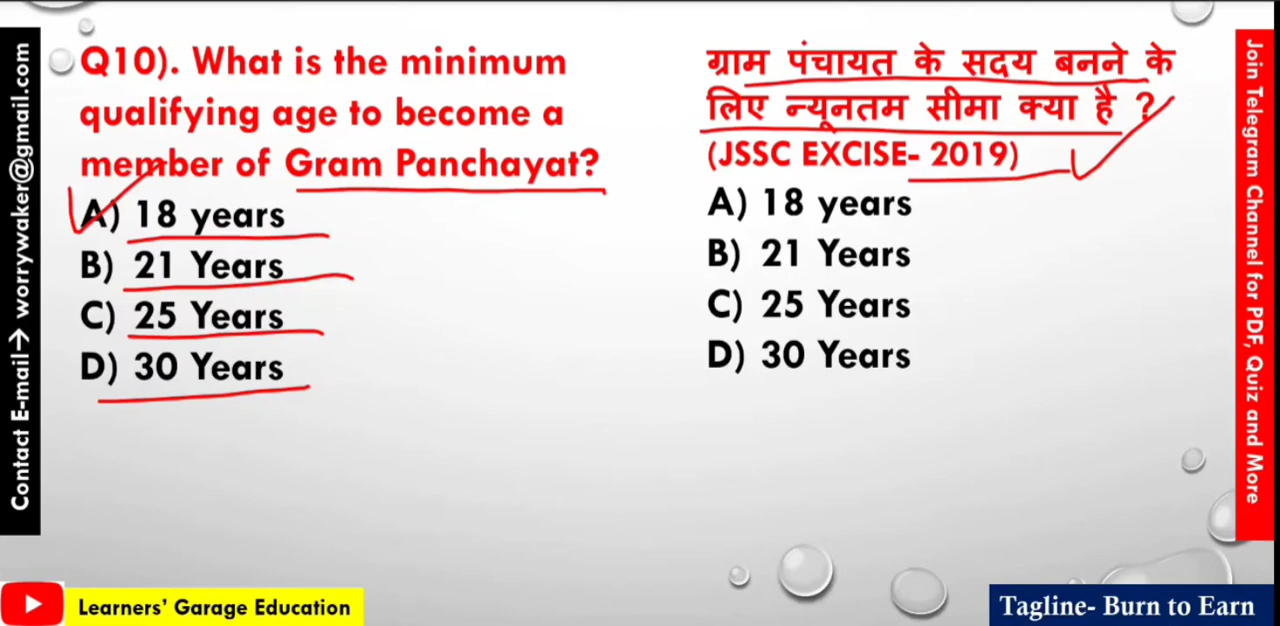 Q10). What is the minimum
qualifying age to become a
member of Gram Panchayat?
A) 18 years
B) 21 Years
C) 25 Years
D) 30 Years
ग्राम पंचायत के सदय बनने के
लिए न्यूनतम सीमा क्या है ?
(JSSC EXCISE- 2019)
A) 18 years
B) 21 Years
C) 25 Years
D) 30 Years
Contact E-mail→ worrywaker@gmail.com
Join Telegram Channel for PDF, Quiz and More
Learners’ Garage Education
Tagline- Burn to Earn